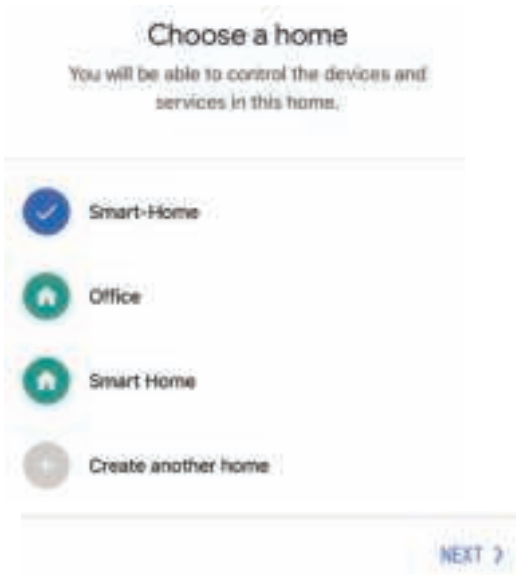 Choose a home
You will be able to control the devices and
services in this home.
Smart-Home
Office
Smart Home
Create another home
NEXT >